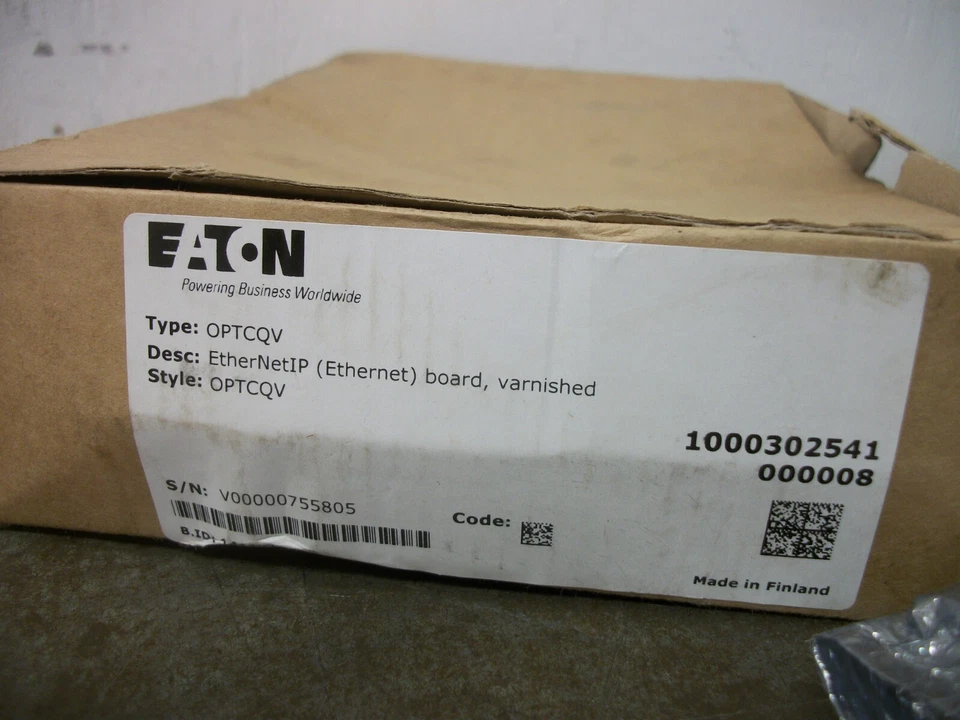 EATON
Powering Business Worldwide
Type: OPTCQV
Desc: EtherNetIP (Ethernet) board, varnished
Style: OPTCQV
1000302541
000008
S/N: V00000755805
Code:
B.ID:
Made in Finland